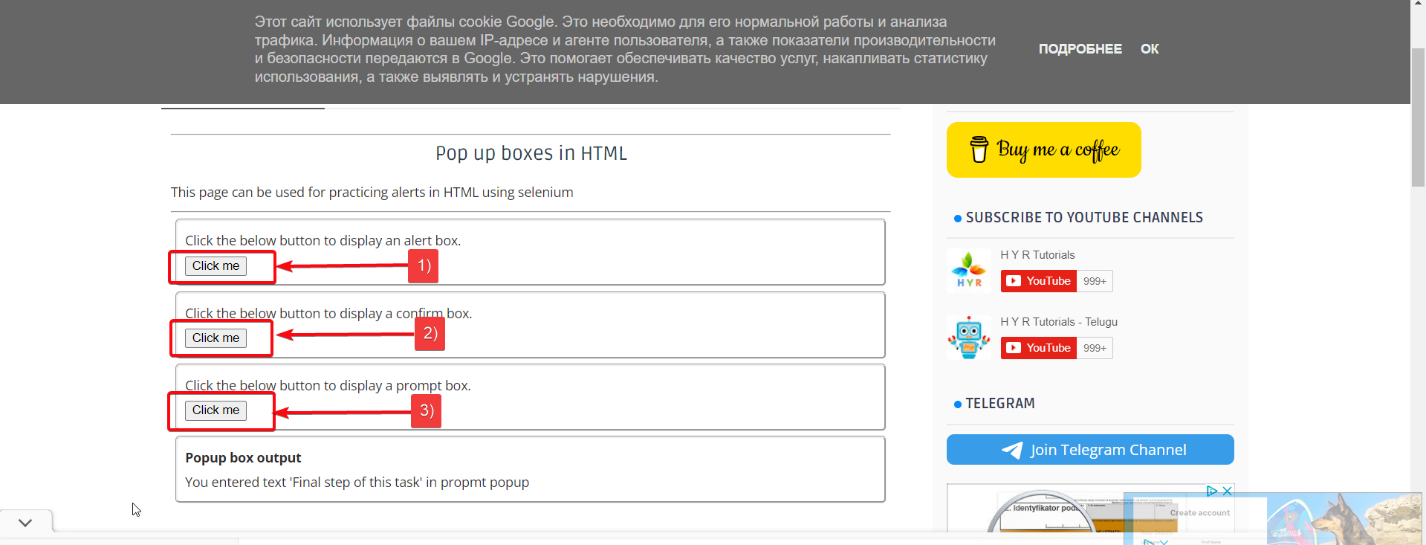 Этот сайт использует файлы cookie Google. Это необходимо для его нормальной работы и анализа
трафика. Информация о вашем IP-адресе и агенте пользователя, а также показатели производительности
и безопасности передаются в Google. Это помогает обеспечивать качество услуг, накапливать статистику
использования, а также выявлять и устранять нарушения.
ПОДРОБНЕЕ ОК
Pop up boxes in HTML
This page can be used for practicing alerts in HTML using selenium
Click the below button to display an alert box.
Click me
1)
Click the below button to display a confirm box.
Click me
2)
Click the below button to display a prompt box.
Click me
3)
Popup box output
You entered text 'Final step of this task' in propmt popup
Buy me a coffee
SUBSCRIBE TO YOUTUBE CHANNELS
H Y R
H Y R Tutorials
YouTube 999+
H Y R Tutorials - Telugu
YouTube 999+
TELEGRAM
Join Telegram Channel
Identyfikator
Create account